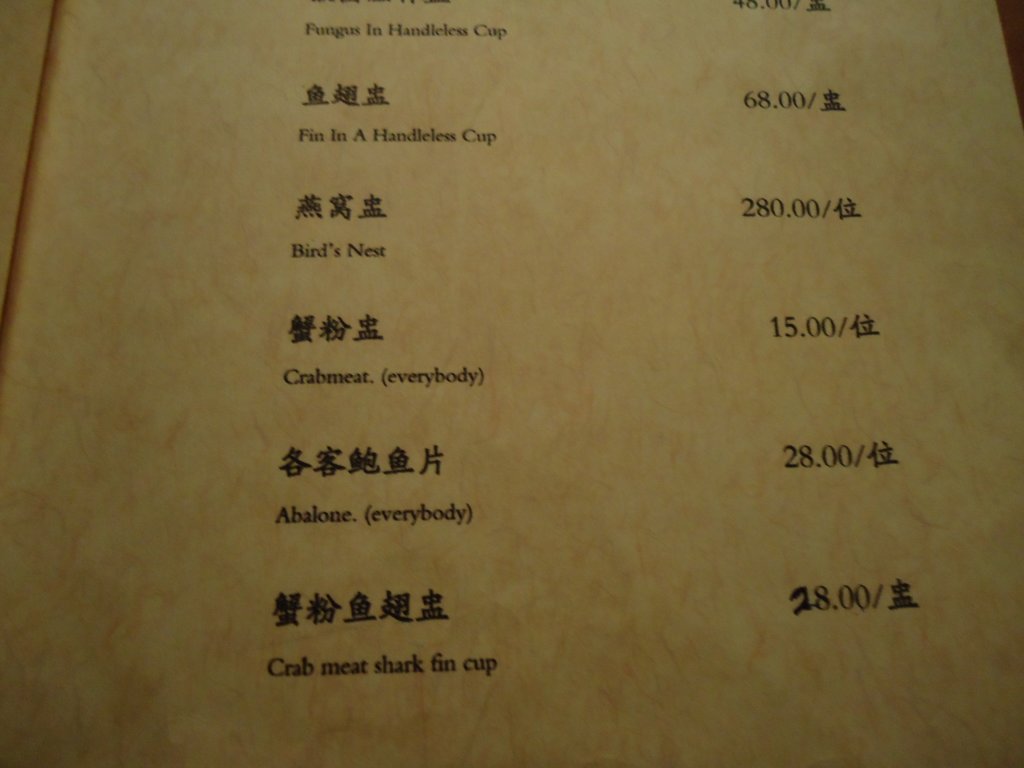 48.00/盅
Fungus In Handleless Cup
鱼翅盅 68.00/盅
Fin In A Handleless Cup
燕窝盅 280.00/位
Bird's Nest
蟹粉盅 15.00/位
Crabmeat. (everybody)
各客鲍鱼片 28.00/位
Abalone. (everybody)
蟹粉鱼翅盅 28.00/盅
Crab meat shark fin cup